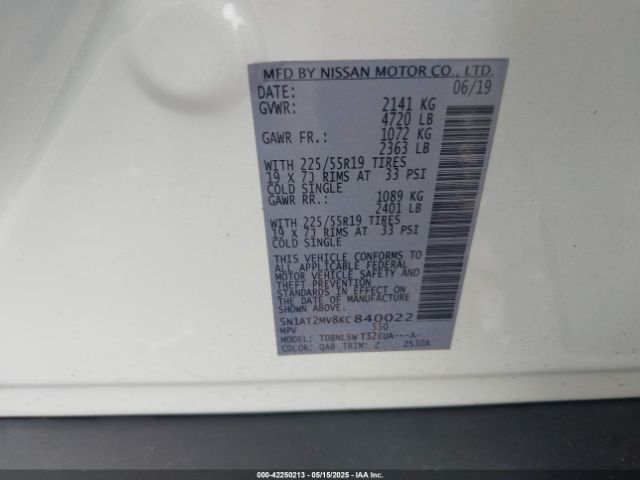 MFD BY NISSAN MOTOR CO., LTD.
DATE: 06/19
GVWR: 2141 KG
4720 LB
GAWR FR.: 1072 KG
2363 LB
WITH 225/55R19 TIRES
19 X 7J RIMS AT 33 PSI
COLD SINGLE
GAWR RR.: 1089 KG
2401 LB
WITH 225/55R19 TIRES
19 X 7J RIMS AT 33 PSI
COLD SINGLE
THIS VEHICLE CONFORMS TO
ALL APPLICABLE FEDERAL
MOTOR VEHICLE SAFETY AND
THEFT PREVENTION
STANDARDS IN EFFECT ON
THE DATE OF MANUFACTURE
SHOWN ABOVE.
5N1AT2MV8KC840022
MPV 550
MODEL: TDBNLSW T32EUA---A-
COLOR: QAB TRIM: Z 2530A
000-42250213 - 05/15/2025 - IAA Inc.